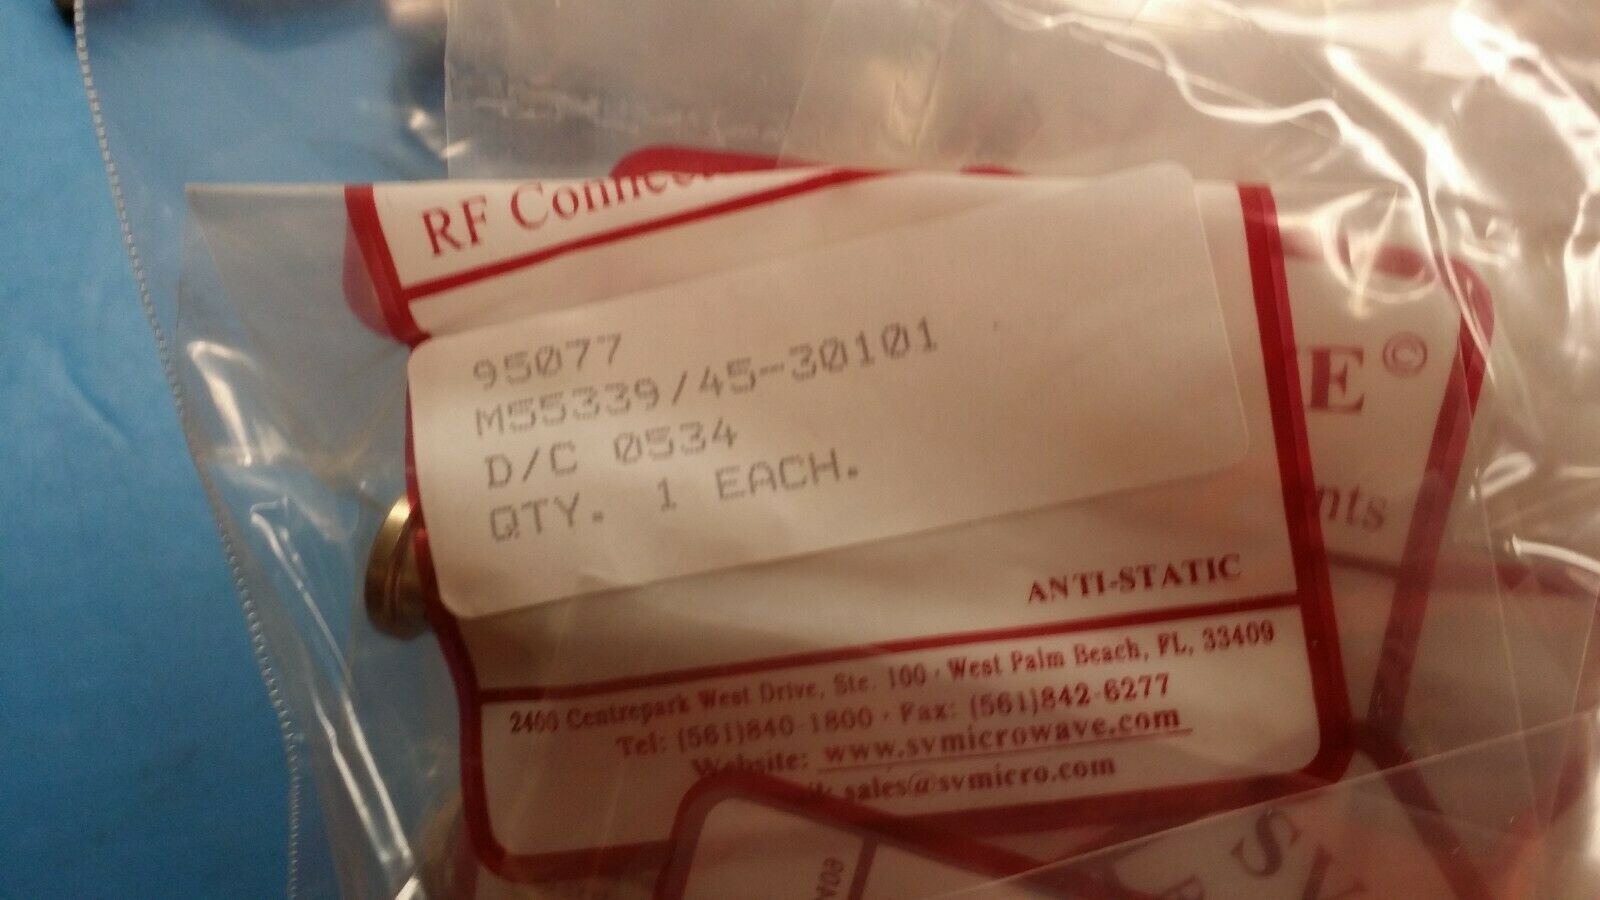 RF Connec
95077
M55339/45-30101
D/C 0534
QTY. 1 EACH.
E©
nts
ANTI-STATIC
2400 Centrepark West Drive, Ste. 100 · West Palm Beach, FL, 33409
Tel: (561)840-1800 · Fax: (561)842-6277
Website: www.svmicrowave.com
sales@svmicro.com
SV